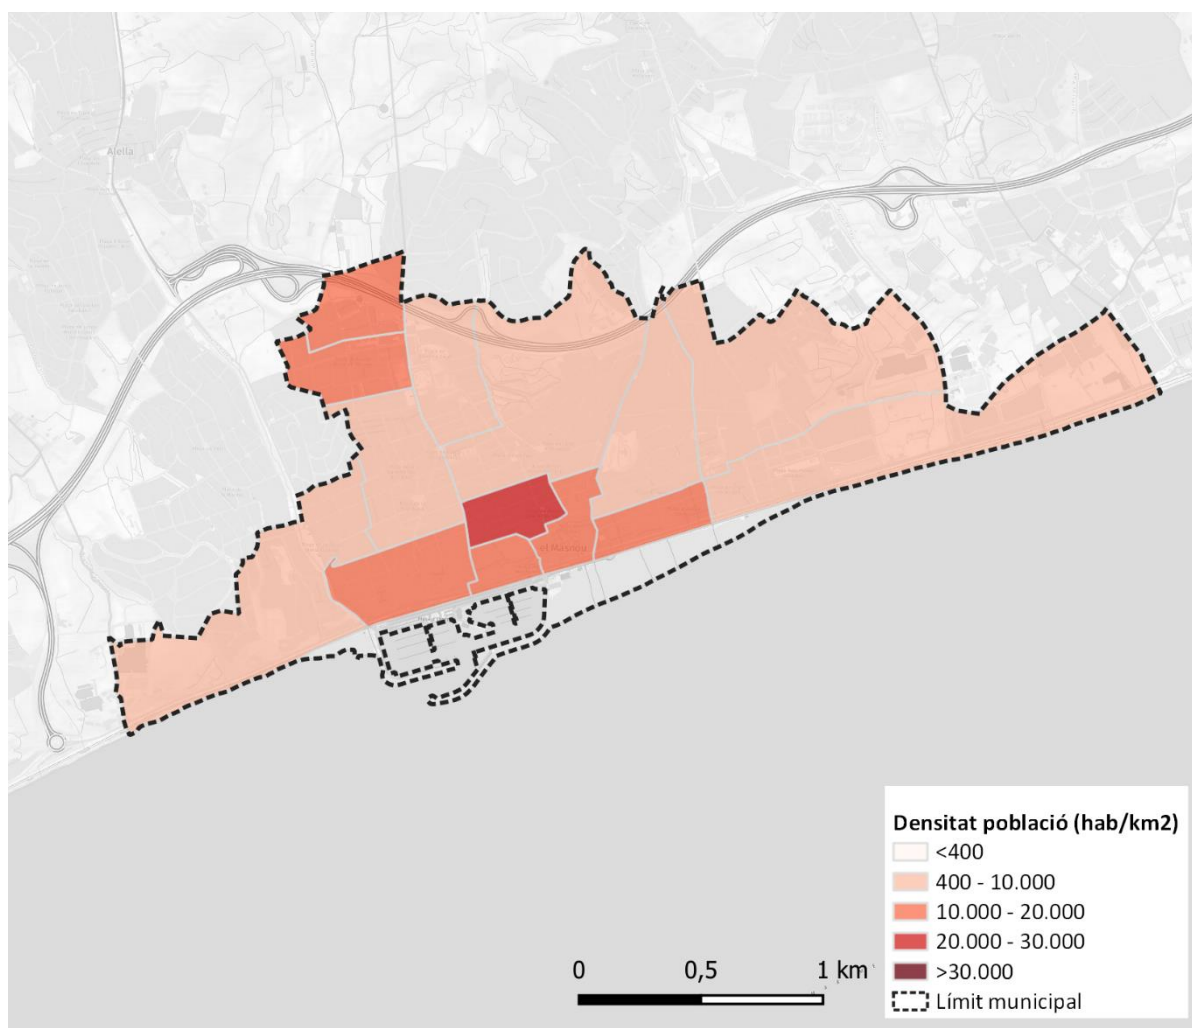 Alella
el Masnou
Densitat població (hab/km2)
<400
400 - 10.000
10.000 - 20.000
20.000 - 30.000
>30.000
Límit municipal
0 0,5 1 km